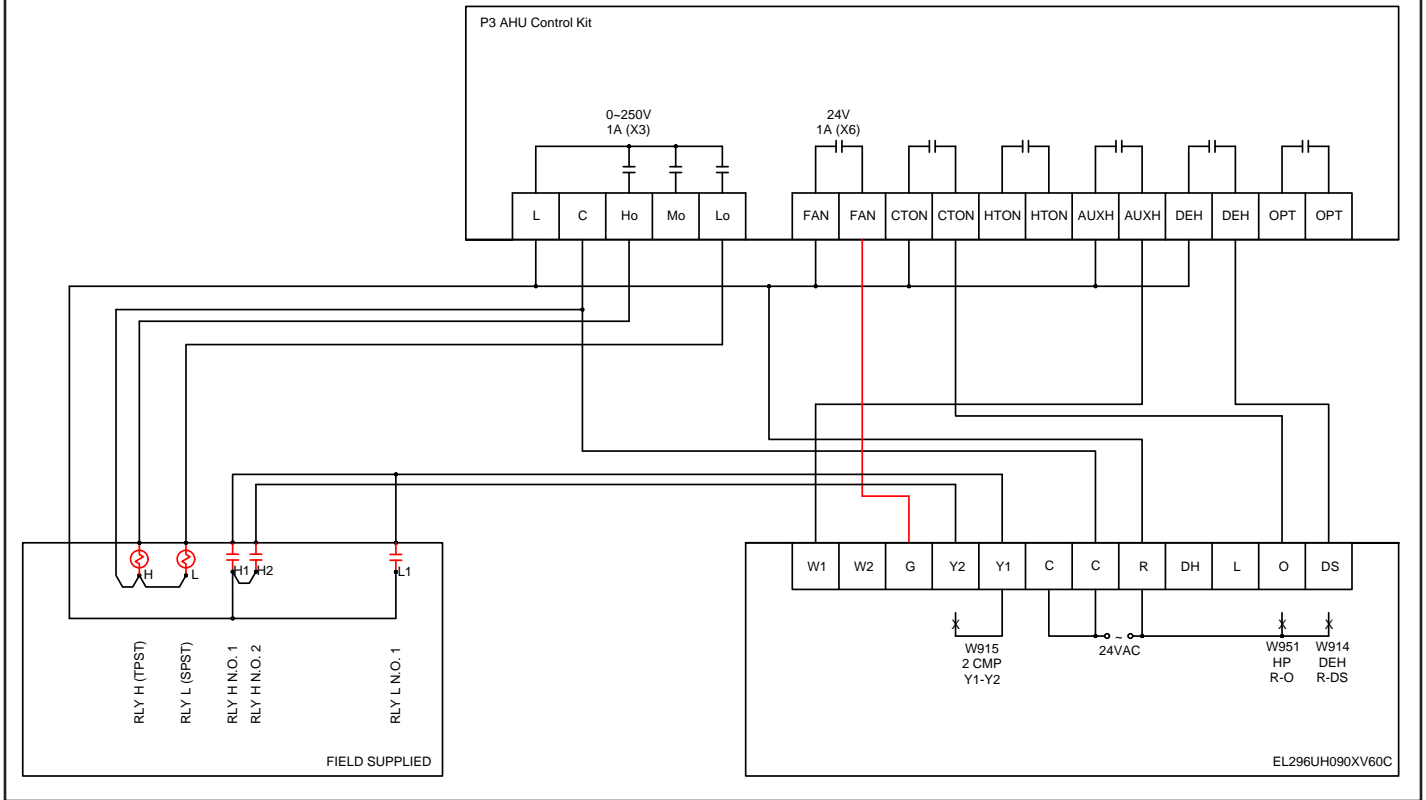 P3 AHU Control Kit
0~250V
1A (X3)
24V
1A (X6)
L C Ho Mo Lo FAN FAN CTON CTON HTON HTON AUXH AUXH DEH DEH OPT OPT
H L H1 H2 L1
W1 W2 G Y2 Y1 C C R DH L O DS
RLY H (TPST)
RLY L (SPST)
RLY H N.O. 1
RLY H N.O. 2
RLY L N.O. 1
W915
2 CMP
Y1-Y2
~
24VAC
W951
HP
R-O
W914
DEH
R-DS
FIELD SUPPLIED
EL296UH090XV60C